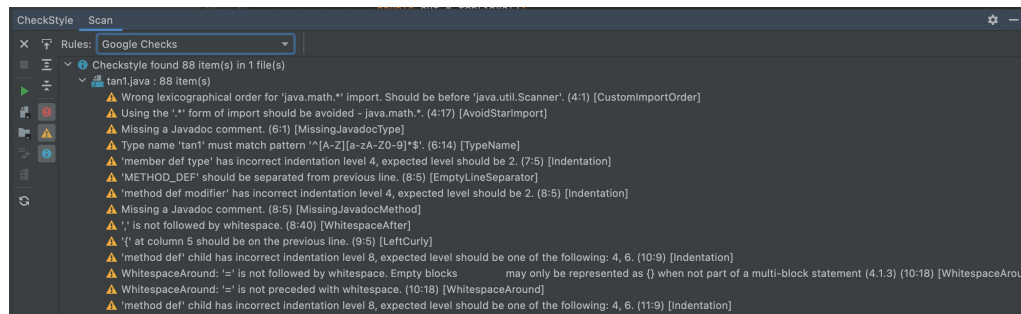 CheckStyle Scan
Rules: Google Checks
Checkstyle found 88 item(s) in 1 file(s)
tan1.java : 88 item(s)
Wrong lexicographical order for 'java.math.*' import. Should be before 'java.util.Scanner'. (4:1) [CustomImportOrder]
Using the '.*' form of import should be avoided - java.math.*. (4:17) [AvoidStarImport]
Missing a Javadoc comment. (6:1) [MissingJavadocType]
Type name 'tan1' must match pattern '^[A-Z][a-zA-Z0-9]*$'. (6:14) [TypeName]
'member def type' has incorrect indentation level 4, expected level should be 2. (7:5) [Indentation]
'METHOD_DEF' should be separated from previous line. (8:5) [EmptyLineSeparator]
'method def modifier' has incorrect indentation level 4, expected level should be 2. (8:5) [Indentation]
Missing a Javadoc comment. (8:5) [MissingJavadocMethod]
',' is not followed by whitespace. (8:40) [WhitespaceAfter]
'{' at column 5 should be on the previous line. (9:5) [LeftCurly]
'method def' child has incorrect indentation level 8, expected level should be one of the following: 4, 6. (10:9) [Indentation]
WhitespaceAround: '=' is not followed by whitespace. Empty blocks may only be represented as {} when not part of a multi-block statement (4.1.3) (10:18) [WhitespaceArou
WhitespaceAround: '=' is not preceded with whitespace. (10:18) [WhitespaceAround]
'method def' child has incorrect indentation level 8, expected level should be one of the following: 4, 6. (11:9) [Indentation]